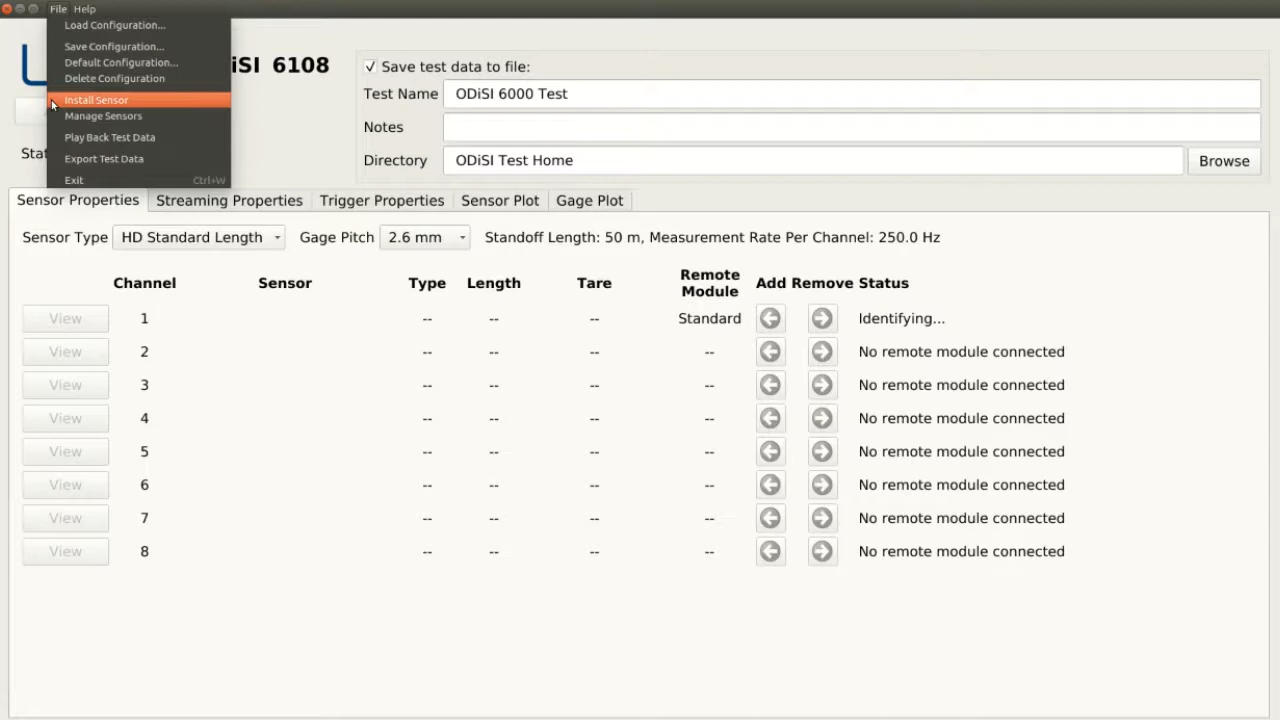 File Help
Load Configuration...
Save Configuration...
Default Configuration...
Delete Configuration
Install Sensor
Manage Sensors
Play Back Test Data
Export Test Data
Exit Ctrl+W
iSI 6108
Save test data to file:
Test Name ODiSI 6000 Test
Notes
Directory ODiSI Test Home Browse
Sensor Properties Streaming Properties Trigger Properties Sensor Plot Gage Plot
Sensor Type HD Standard Length Gage Pitch 2.6 mm Standoff Length: 50 m, Measurement Rate Per Channel: 250.0 Hz
Channel Sensor Type Length Tare Remote Module Add Remove Status
View 1 -- -- -- Standard Identifying...
View 2 -- -- -- -- No remote module connected
View 3 -- -- -- -- No remote module connected
View 4 -- -- -- -- No remote module connected
View 5 -- -- -- -- No remote module connected
View 6 -- -- -- -- No remote module connected
View 7 -- -- -- -- No remote module connected
View 8 -- -- -- -- No remote module connected